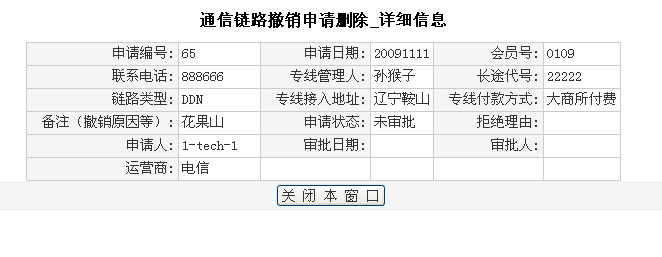 通信链路撤销申请删除_详细信息
申请编号: 65 申请日期: 20091111 会员号: 0109
联系电话: 888666 专线管理人: 孙猴子 长途代号: 22222
链路类型: DDN 专线接入地址: 辽宁鞍山 专线付款方式: 大商所付费
备注（撤销原因等）: 花果山 申请状态: 未审批 拒绝理由:
申请人: 1-tech-1 审批日期: 审批人:
运营商: 电信
关 闭 本 窗 口